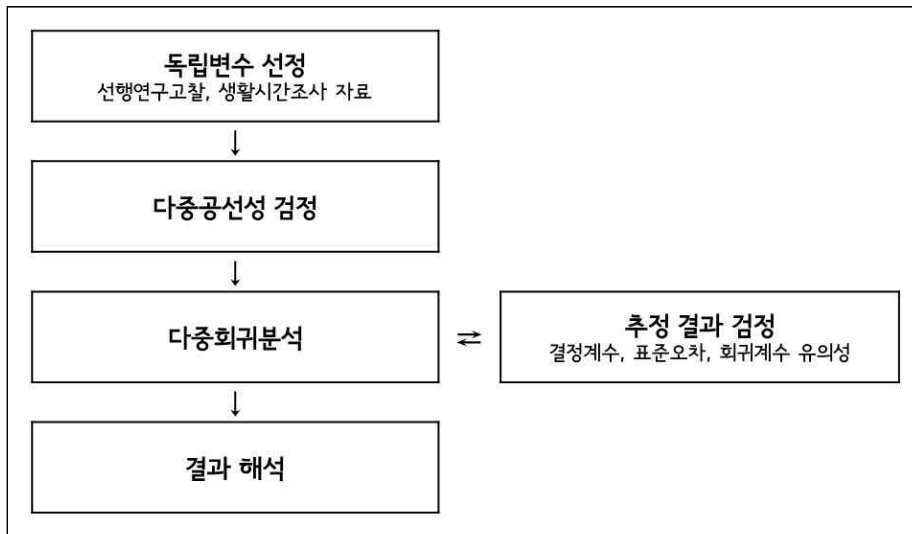 독립변수 선정
선행연구고찰, 생활시간조사 자료
↓
다중공선성 검정
↓
다중회귀분석
⇄
추정 결과 검정
결정계수, 표준오차, 회귀계수 유의성
↓
결과 해석